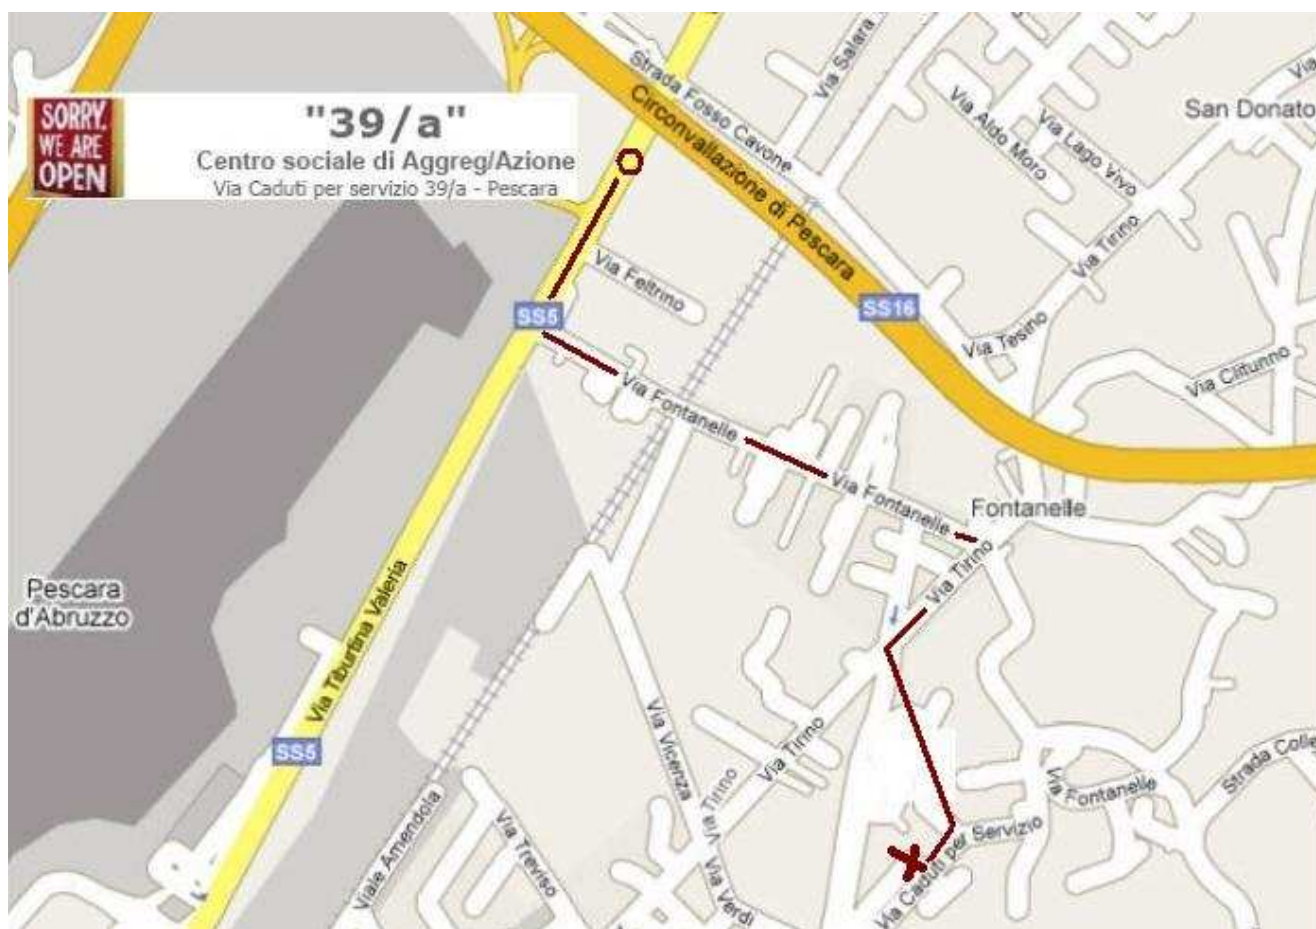 SORRY.
WE ARE
OPEN
"39/a"
Centro sociale di Aggreg/Azione
Via Caduti per servizio 39/a - Pescara
Strada Fosso Cavone
Circonvallazione di Pescara
Via Salara
Via Aldo Moro
Via Lago Vivo
San Donato
Via
Via Tirino
Via Feltrino
SS5
SS16
Via Tesino
Via Clitunno
Via Fontanelle
Via Fontanelle
Fontanelle
Via Tirino
Pescara
d'Abruzzo
Via Tiburtina Valeria
SS5
Via Vicenza
Via Tirino
Via Tirino
Via Fontanelle
Strada Colle
Viale Amendola
Via Treviso
Via Verdi
Via Caduti per Servizio